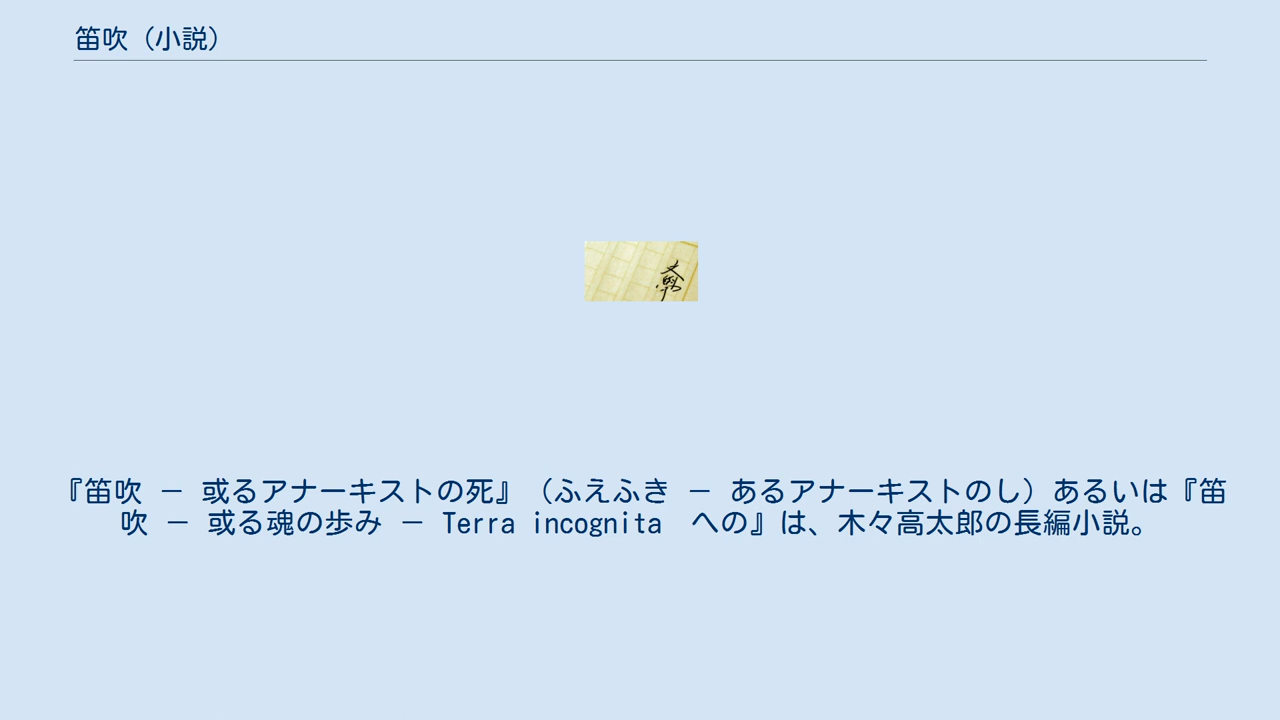 笛吹（小説）
『笛吹 － 或るアナーキストの死』（ふえふき － あるアナーキストのし）あるいは『笛
吹 － 或る魂の歩み － Terra incognita　への』は、木々高太郎の長編小説。